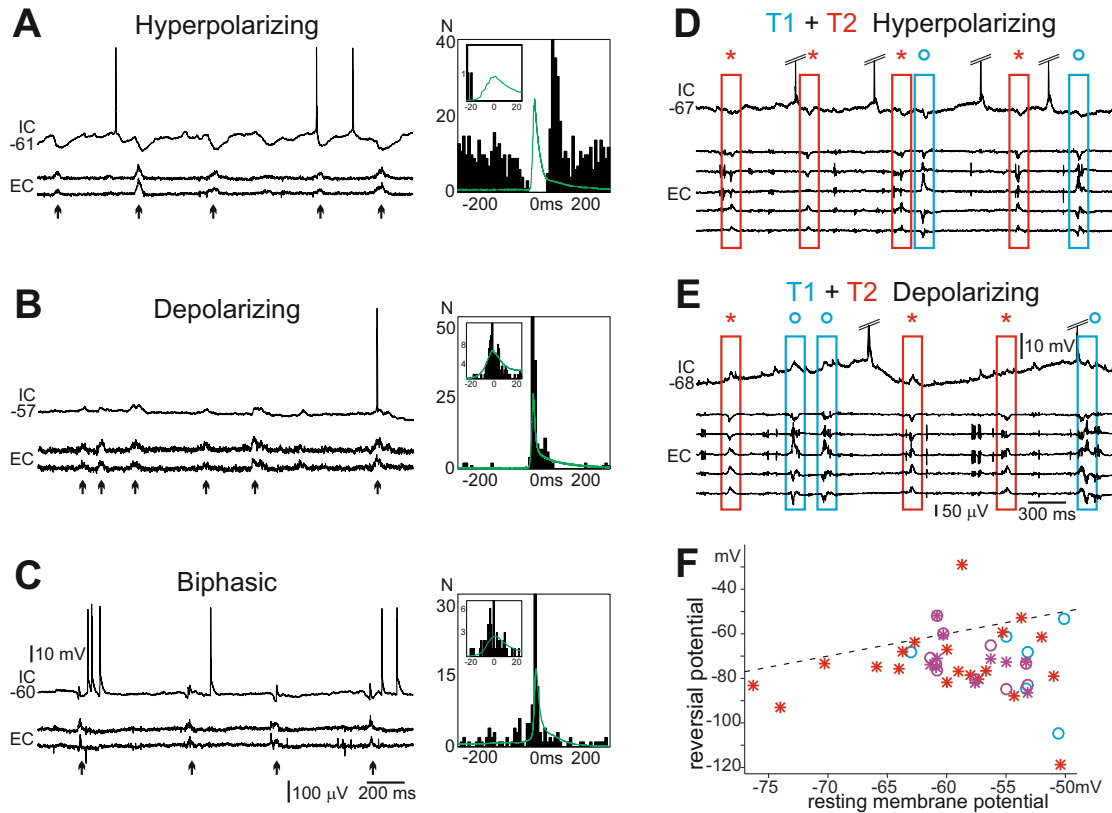 A
Hyperpolarizing
N
40
20
0
1
-20 0 20
-200 0ms 200
IC
-61
EC
B
Depolarizing
N
50
25
0
8
4
-20 0 20
-200 0ms 200
IC
-57
EC
C
Biphasic
N
30
15
0
6
3
-20 0 20
-200 0ms 200
10 mV
IC
-60
EC
100 μV
200 ms
D
T1 + T2 Hyperpolarizing
* * * o * o
IC
-67
EC
E
T1 + T2 Depolarizing
* o o * * o
10 mV
IC
-68
EC
50 μV
300 ms
F
mV
-40
-60
-80
-100
-120
reversial potential
-75 -70 -65 -60 -55 -50mV
resting membrane potential